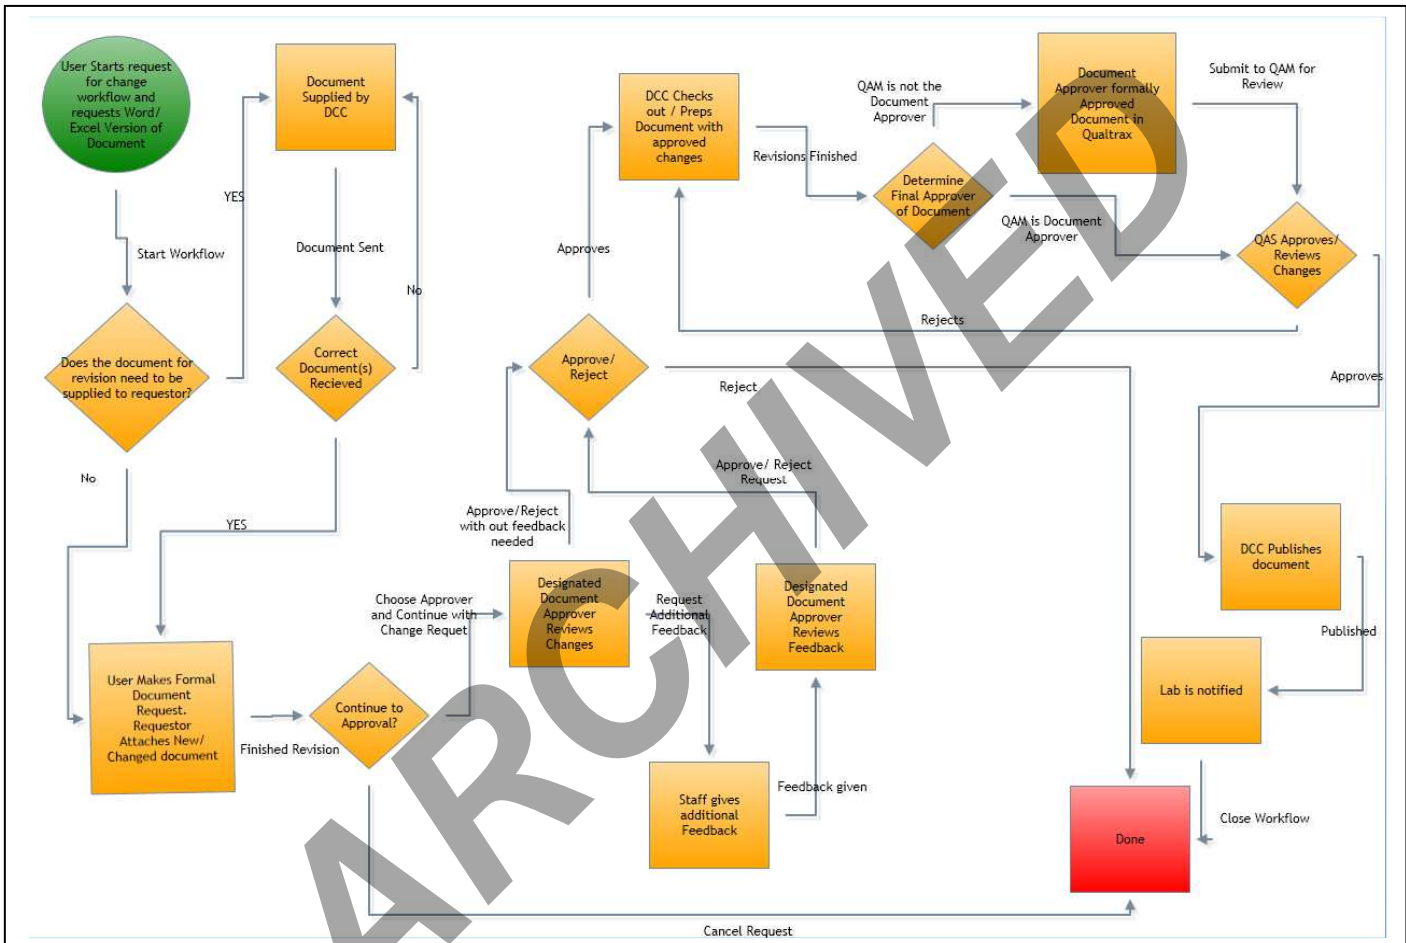 User Starts request
for change
workflow and
requests Word/
Excel Version of
Document
Start Workflow
Does the document for
revision need to be
supplied to requestor?
YES
No
Document
Supplied by
DCC
Document Sent
Correct
Document(s)
Recieved
No
YES
User Makes Formal
Document
Request.
Requestor
Attaches New/
Changed document
Finished Revision
Continue to
Approval?
Choose Approver
and Continue with
Change Requet
Cancel Request
Designated
Document
Approver
Reviews
Changes
Approve/Reject
with out feedback
needed
Request
Additional
Feedback
Staff gives
additional
Feedback
Feedback given
Designated
Document
Approver
Reviews
Feedback
Approve/ Reject
Request
Approve/
Reject
Reject
Approves
DCC Checks
out / Preps
Document with
approved
changes
Revisions Finished
Determine
Final Approver
of Document
QAM is not the
Document
Approver
Document
Approver formally
Approved
Document in
Qualtrax
Submit to QAM for
Review
QAM is Document
Approver
QAS Approves/
Reviews
Changes
Rejects
Approves
DCC Publishes
document
Published
Lab is notified
Close Workflow
Done
ARCHIVED